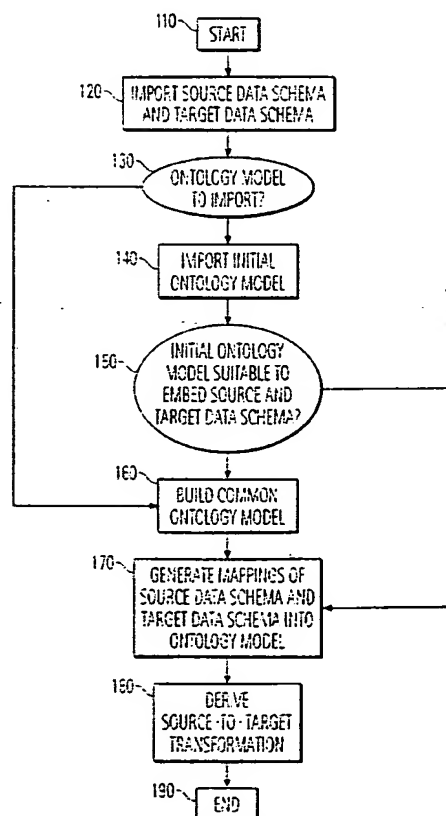 110
START
120
IMPORT SOURCE DATA SCHEMA
AND TARGET DATA SCHEMA
130
ONTOLOGY MODEL
TO IMPORT?
140
IMPORT INITIAL
ONTOLOGY MODEL
150
INITIAL ONTOLOGY
MODEL SUITABLE TO
EMBED SOURCE AND
TARGET DATA SCHEMA?
160
BUILD COMMON
ONTOLOGY MODEL
170
GENERATE MAPPINGS OF
SOURCE DATA SCHEMA AND
TARGET DATA SCHEMA INTO
ONTOLOGY MODEL
180
DERIVE
SOURCE-TO-TARGET
TRANSFORMATION
190
END